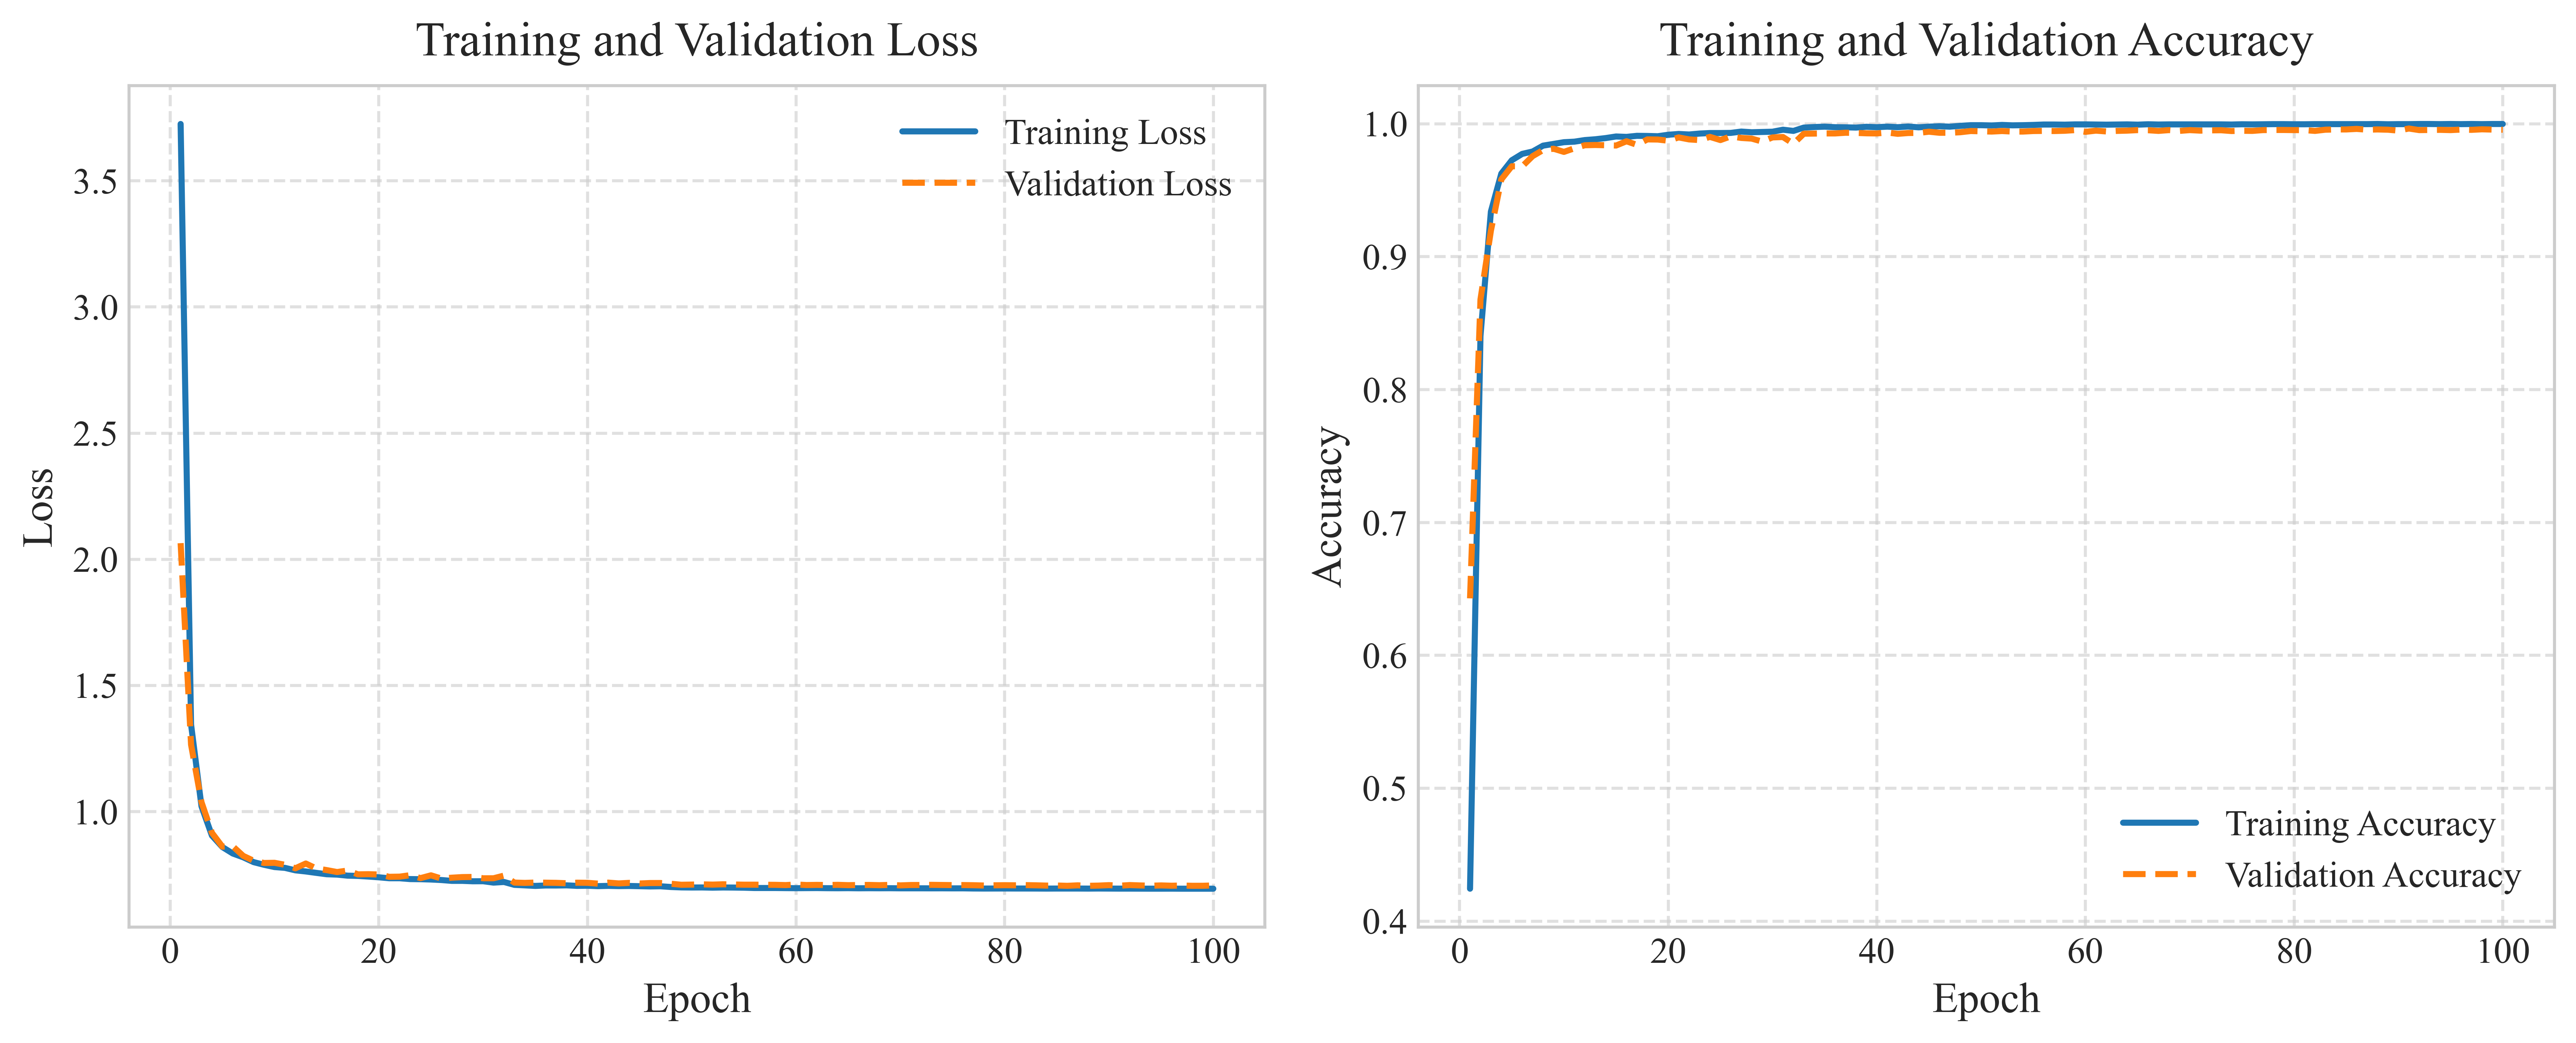 Training and Validation Loss
Training Loss
Validation Loss
3.5
3.0
2.5
2.0
1.5
1.0
Loss
0 20 40 60 80 100
Epoch
Training and Validation Accuracy
1.0
0.9
0.8
0.7
0.6
0.5
0.4
Accuracy
Training Accuracy
Validation Accuracy
0 20 40 60 80 100
Epoch